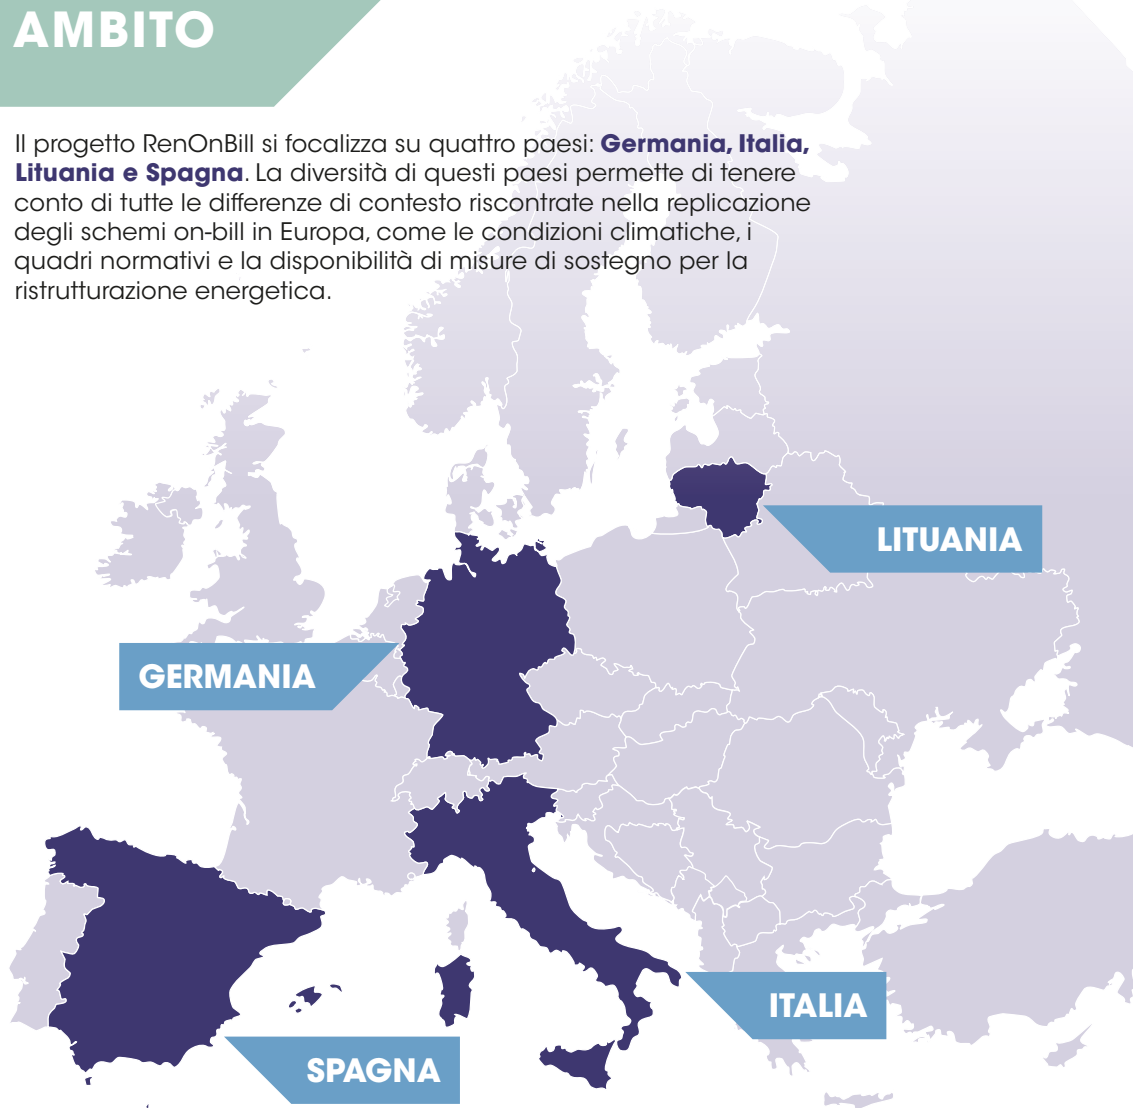 AMBITO
Il progetto RenOnBill si focalizza su quattro paesi: Germania, Italia,
Lituania e Spagna. La diversità di questi paesi permette di tenere
conto di tutte le differenze di contesto riscontrate nella replicazione
degli schemi on-bill in Europa, come le condizioni climatiche, i
quadri normativi e la disponibilità di misure di sostegno per la
ristrutturazione energetica.
LITUANIA
GERMANIA
ITALIA
SPAGNA